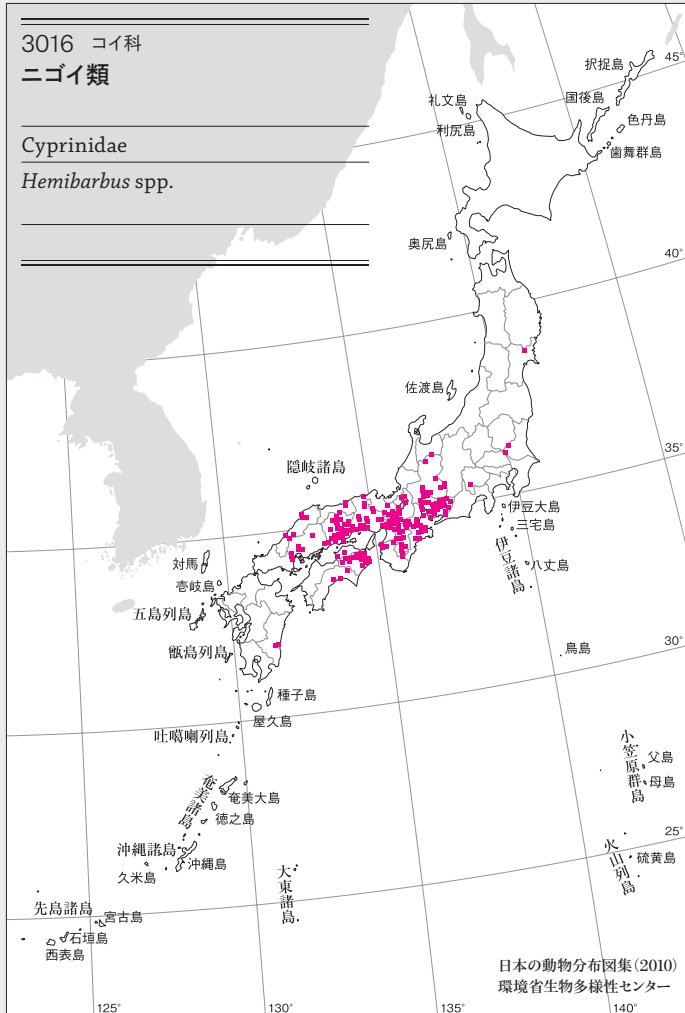 3016 コイ科
ニゴイ類
Cyprinidae
Hemibarbus spp.
択捉島
45°
国後島
礼文島
色丹島
利尻島
歯舞群島
奥尻島
40°
佐渡島
35°
隠岐諸島
伊豆大島
三宅島
伊豆諸島
八丈島
対馬
壱岐島
五島列島
甑島列島
鳥島
30°
種子島
屋久島
吐噶喇列島
小笠原群島
父島
母島
奄美諸島
奄美大島
徳之島
25°
沖縄諸島
沖縄島
久米島
火山列島
硫黄島
大東諸島
先島諸島
宮古島
石垣島
西表島
日本の動物分布図集(2010)
環境省生物多様性センター
125°
130°
135°
140°